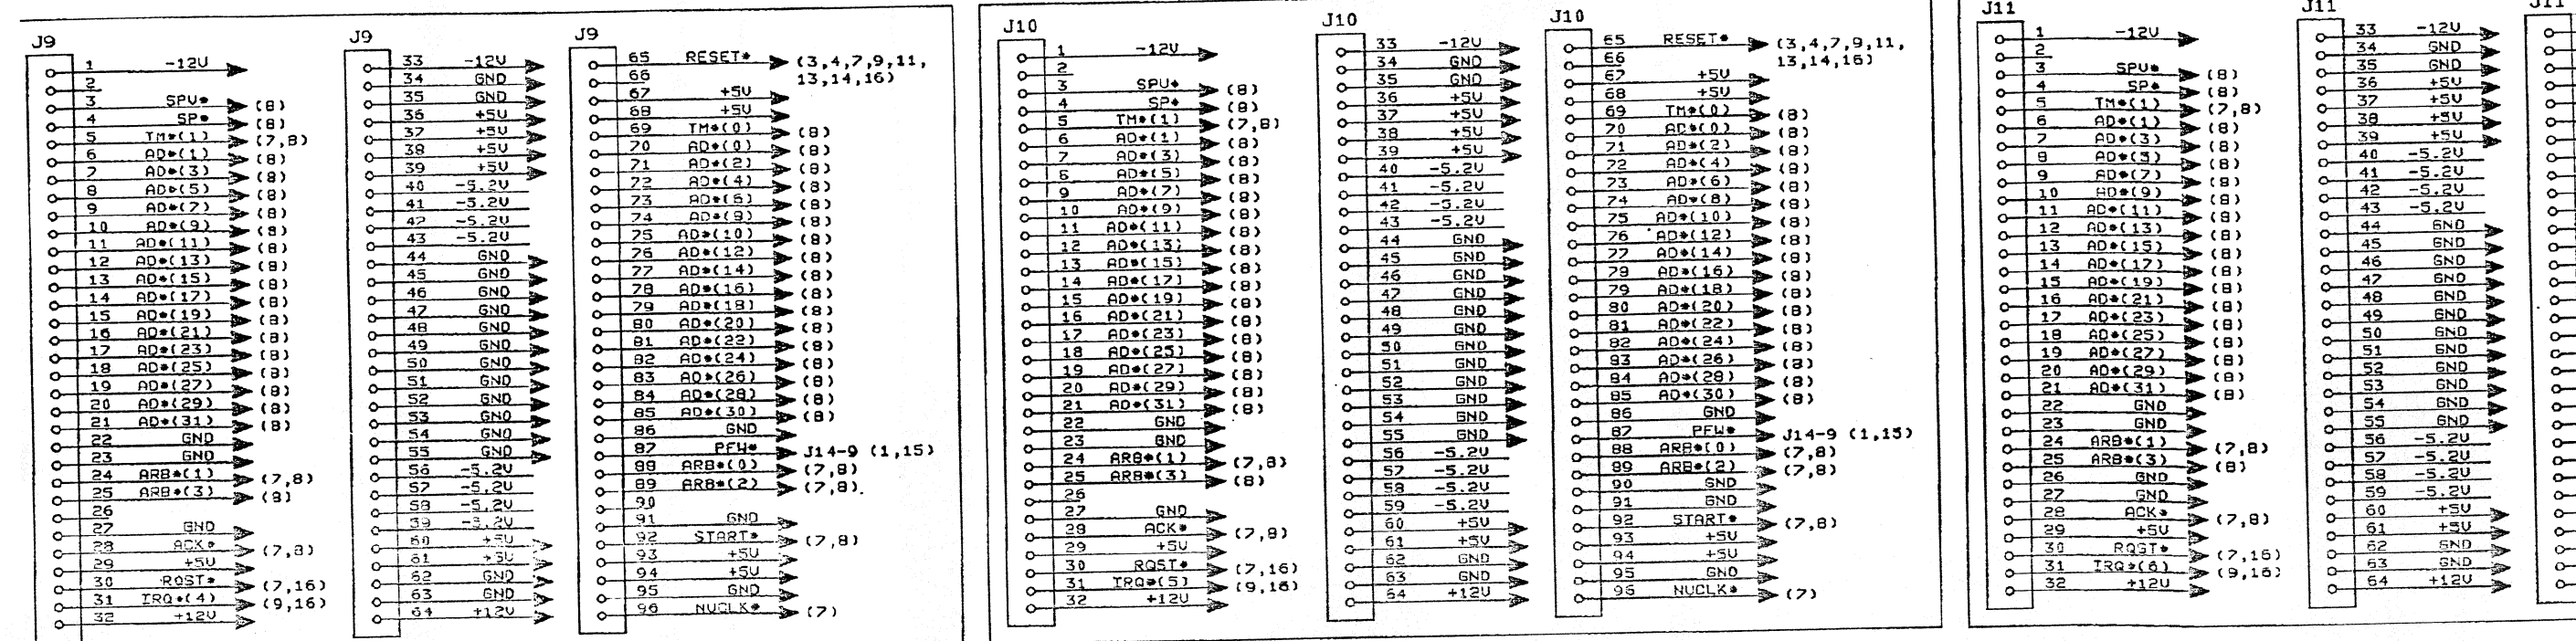 J9
1 -12V
2
3 SPV* (8)
4 SP* (8)
5 TM*(1) (7,8)
6 AD*(1) (8)
7 AD*(3) (8)
8 AD*(5) (8)
9 AD*(7) (8)
10 AD*(9) (8)
11 AD*(11) (8)
12 AD*(13) (8)
13 AD*(15) (8)
14 AD*(17) (8)
15 AD*(19) (8)
16 AD*(21) (8)
17 AD*(23) (8)
18 AD*(25) (8)
19 AD*(27) (8)
20 AD*(29) (8)
21 AD*(31) (8)
22 GND
23 GND
24 ARB*(1) (7,8)
25 ARB*(3) (8)
26
27 GND
28 ACK* (7,8)
29 +5V
30 RQST* (7,16)
31 IRQ*(4) (9,16)
32 +12V
J9
33 -12V
34 GND
35 GND
36 +5V
37 +5V
38 +5V
39 +5V
40 -5.2V
41 -5.2V
42 -5.2V
43 -5.2V
44 GND
45 GND
46 GND
47 GND
48 GND
49 GND
50 GND
51 GND
52 GND
53 GND
54 GND
55 GND
56 -5.2V
57 -5.2V
58 -5.2V
59 -5.2V
60 +5V
61 +5V
62 GND
63 GND
64 +12V
J9
65 RESET* (3,4,7,9,11,
66 13,14,16)
67 +5V
68 +5V
69 TM*(0) (8)
70 AD*(0) (8)
71 AD*(2) (8)
72 AD*(4) (8)
73 AD*(6) (8)
74 AD*(8) (8)
75 AD*(10) (8)
76 AD*(12) (8)
77 AD*(14) (8)
78 AD*(16) (8)
79 AD*(18) (8)
80 AD*(20) (8)
81 AD*(22) (8)
82 AD*(24) (8)
83 AD*(26) (8)
84 AD*(28) (8)
85 AD*(30) (8)
86 GND
87 PFW* J14-9 (1,15)
88 ARB*(0) (7,8)
89 ARB*(2) (7,8)
90
91 GND
92 START* (7,8)
93 +5V
94 +5V
95 GND
96 NUCLK* (7)
J10
1 -12V
2
3 SPV* (8)
4 SP* (8)
5 TM*(1) (7,8)
6 AD*(1) (8)
7 AD*(3) (8)
8 AD*(5) (8)
9 AD*(7) (8)
10 AD*(9) (8)
11 AD*(11) (8)
12 AD*(13) (8)
13 AD*(15) (8)
14 AD*(17) (8)
15 AD*(19) (8)
16 AD*(21) (8)
17 AD*(23) (8)
18 AD*(25) (8)
19 AD*(27) (8)
20 AD*(29) (8)
21 AD*(31) (8)
22 GND
23 GND
24 ARB*(1) (7,8)
25 ARB*(3) (8)
26
27 GND
28 ACK* (7,8)
29 +5V
30 RQST* (7,16)
31 IRQ*(5) (9,16)
32 +12V
J10
33 -12V
34 GND
35 GND
36 +5V
37 +5V
38 +5V
39 +5V
40 -5.2V
41 -5.2V
42 -5.2V
43 -5.2V
44 GND
45 GND
46 GND
47 GND
48 GND
49 GND
50 GND
51 GND
52 GND
53 GND
54 GND
55 GND
56 -5.2V
57 -5.2V
58 -5.2V
59 -5.2V
60 +5V
61 +5V
62 GND
63 GND
64 +12V
J10
65 RESET* (3,4,7,9,11,
66 13,14,16)
67 +5V
68 +5V
69 TM*(0) (8)
70 AD*(0) (8)
71 AD*(2) (8)
72 AD*(4) (8)
73 AD*(6) (8)
74 AD*(8) (8)
75 AD*(10) (8)
76 AD*(12) (8)
77 AD*(14) (8)
78 AD*(16) (8)
79 AD*(18) (8)
80 AD*(20) (8)
81 AD*(22) (8)
82 AD*(24) (8)
83 AD*(26) (8)
84 AD*(28) (8)
85 AD*(30) (8)
86 GND
87 PFW* J14-9 (1,15)
88 ARB*(0) (7,8)
89 ARB*(2) (7,8)
90 GND
91 GND
92 START* (7,8)
93 +5V
94 +5V
95 GND
96 NUCLK* (7)
J11
1 -12V
2
3 SPV* (8)
4 SP* (8)
5 TM*(1) (7,8)
6 AD*(1) (8)
7 AD*(3) (8)
8 AD*(5) (8)
9 AD*(7) (8)
10 AD*(9) (8)
11 AD*(11) (8)
12 AD*(13) (8)
13 AD*(15) (8)
14 AD*(17) (8)
15 AD*(19) (8)
16 AD*(21) (8)
17 AD*(23) (8)
18 AD*(25) (8)
19 AD*(27) (8)
20 AD*(29) (8)
21 AD*(31) (8)
22 GND
23 GND
24 ARB*(1) (7,8)
25 ARB*(3) (8)
26 GND
27 GND
28 ACK* (7,8)
29 +5V
30 RQST* (7,16)
31 IRQ*(6) (9,16)
32 +12V
J11
33 -12V
34 GND
35 GND
36 +5V
37 +5V
38 +5V
39 +5V
40 -5.2V
41 -5.2V
42 -5.2V
43 -5.2V
44 GND
45 GND
46 GND
47 GND
48 GND
49 GND
50 GND
51 GND
52 GND
53 GND
54 GND
55 GND
56 -5.2V
57 -5.2V
58 -5.2V
59 -5.2V
60 +5V
61 +5V
62 GND
63 GND
64 +12V
J11